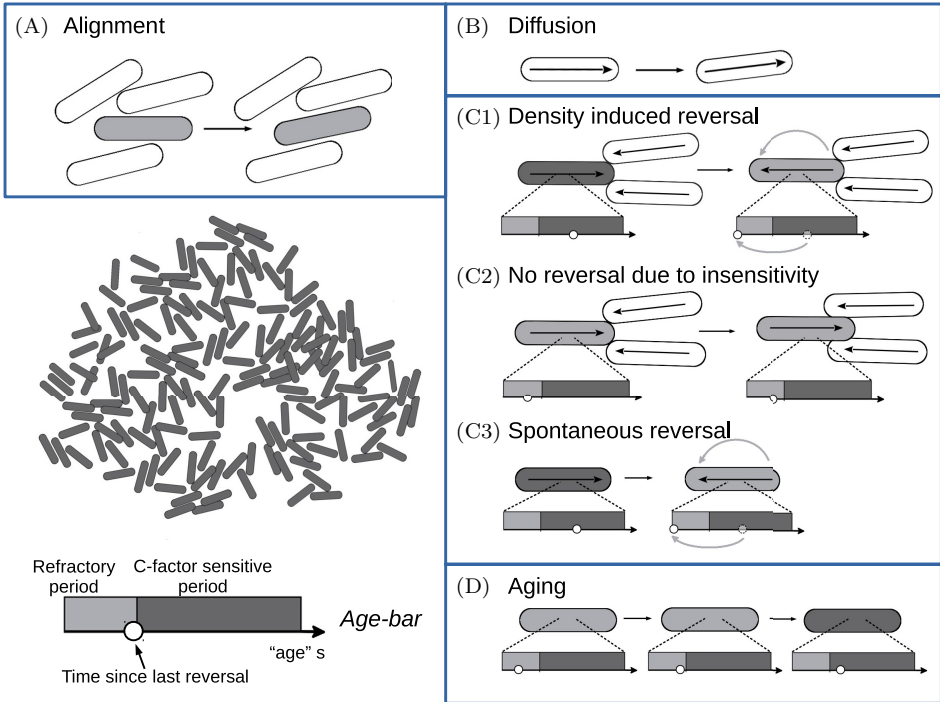 (A) Alignment
Refractory
period
C-factor sensitive
period
Age-bar
“age” s
Time since last reversal
(B) Diffusion
(C1) Density induced reversal
(C2) No reversal due to insensitivity
(C3) Spontaneous reversal
(D) Aging